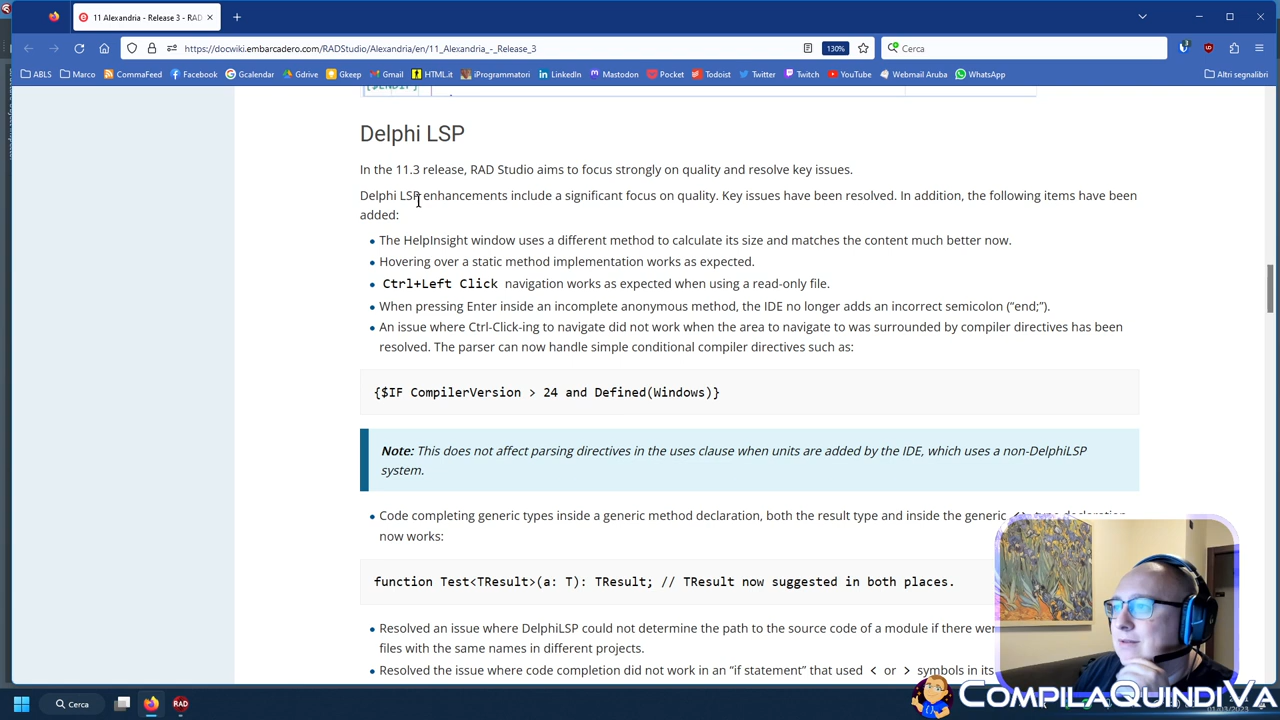 11 Alexandria - Release 3 - RAD
https://docwiki.embarcadero.com/RADStudio/Alexandria/en/11_Alexandria_-_Release_3
130%
Cerca
ABLS Marco CommaFeed Facebook Gcalendar Gdrive Gkeep Gmail HTML.it iProgrammatori LinkedIn Mastodon Pocket Todoist Twitter Twitch YouTube Webmail Aruba WhatsApp Altri segnalibri
{$ENDIF}
Delphi LSP
In the 11.3 release, RAD Studio aims to focus strongly on quality and resolve key issues.
Delphi LSP enhancements include a significant focus on quality. Key issues have been resolved. In addition, the following items have been
added:
The HelpInsight window uses a different method to calculate its size and matches the content much better now.
Hovering over a static method implementation works as expected.
Ctrl+Left Click navigation works as expected when using a read-only file.
When pressing Enter inside an incomplete anonymous method, the IDE no longer adds an incorrect semicolon (“end;”).
An issue where Ctrl-Click-ing to navigate did not work when the area to navigate to was surrounded by compiler directives has been
resolved. The parser can now handle simple conditional compiler directives such as:
{$IF CompilerVersion > 24 and Defined(Windows)}
Note: This does not affect parsing directives in the uses clause when units are added by the IDE, which uses a non-DelphiLSP
system.
Code completing generic types inside a generic method declaration, both the result type and inside the generic
now works:
function Test<TResult>(a: T): TResult; // TResult now suggested in both places.
Resolved an issue where DelphiLSP could not determine the path to the source code of a module if there
files with the same names in different projects.
Resolved the issue where code completion did not work in an “if statement” that used < or > symbols in its
Cerca
RAD
COMPILAQUINDIVA